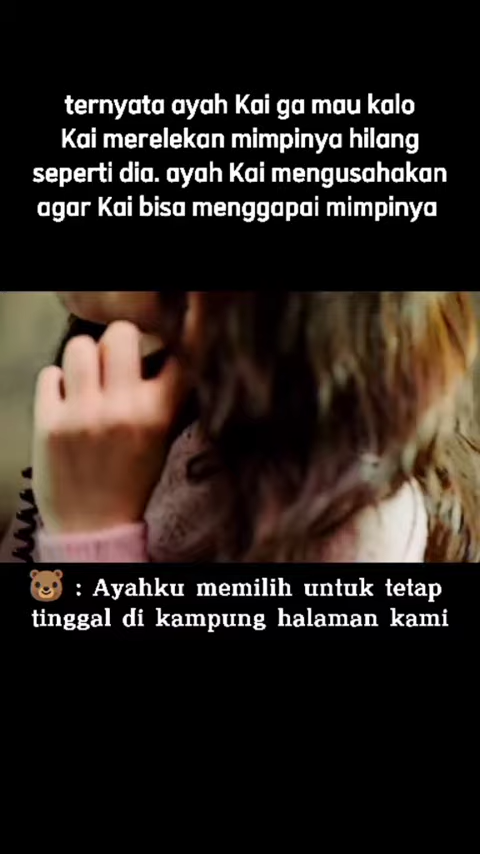 ternyata ayah Kai ga mau kalo
Kai merelekan mimpinya hilang
seperti dia. ayah Kai mengusahakan
agar Kai bisa menggapai mimpinya
🐻 : Ayahku memilih untuk tetap
tinggal di kampung halaman kami